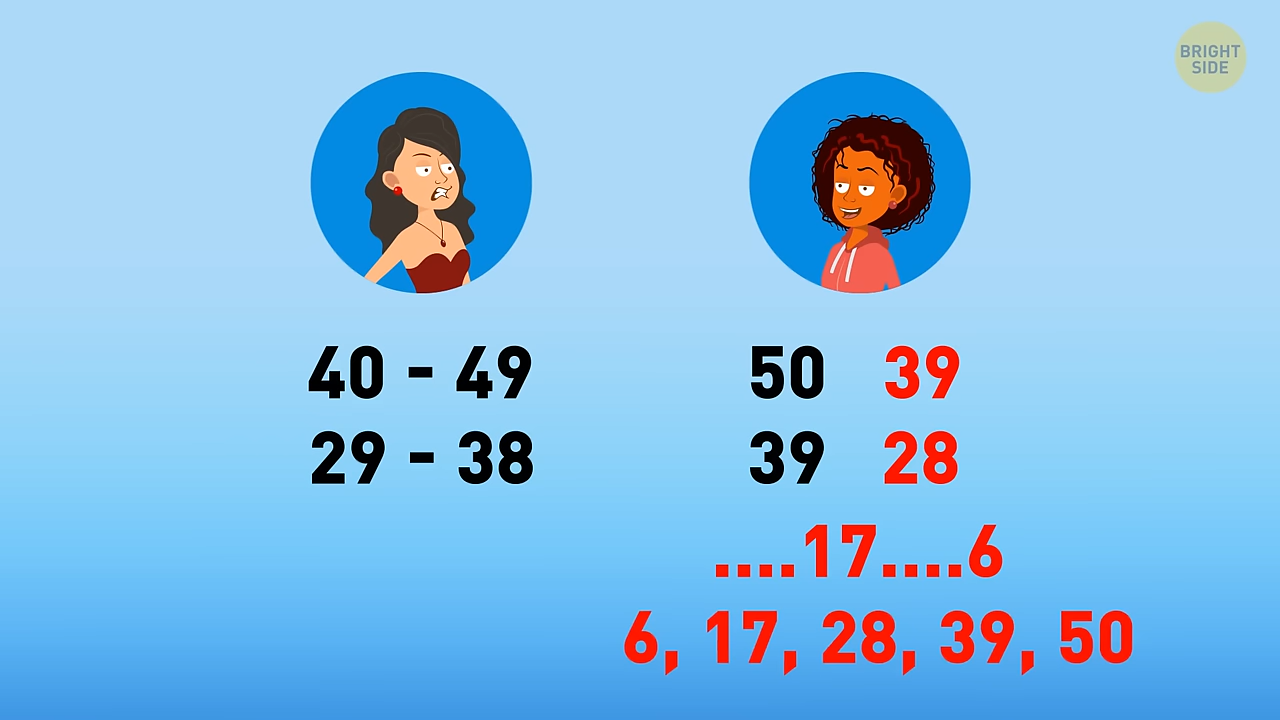 BRIGHT
SIDE
40 - 49
50 39
29 - 38
39 28
....17....6
6, 17, 28, 39, 50